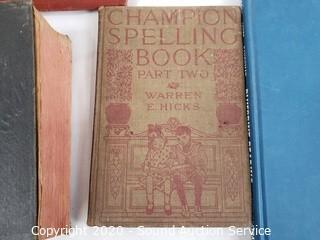 CHAMPION
SPELLING
BOOK
PART TWO
WARREN
E. HICKS
Copyright 2020 - Sound Auction Service